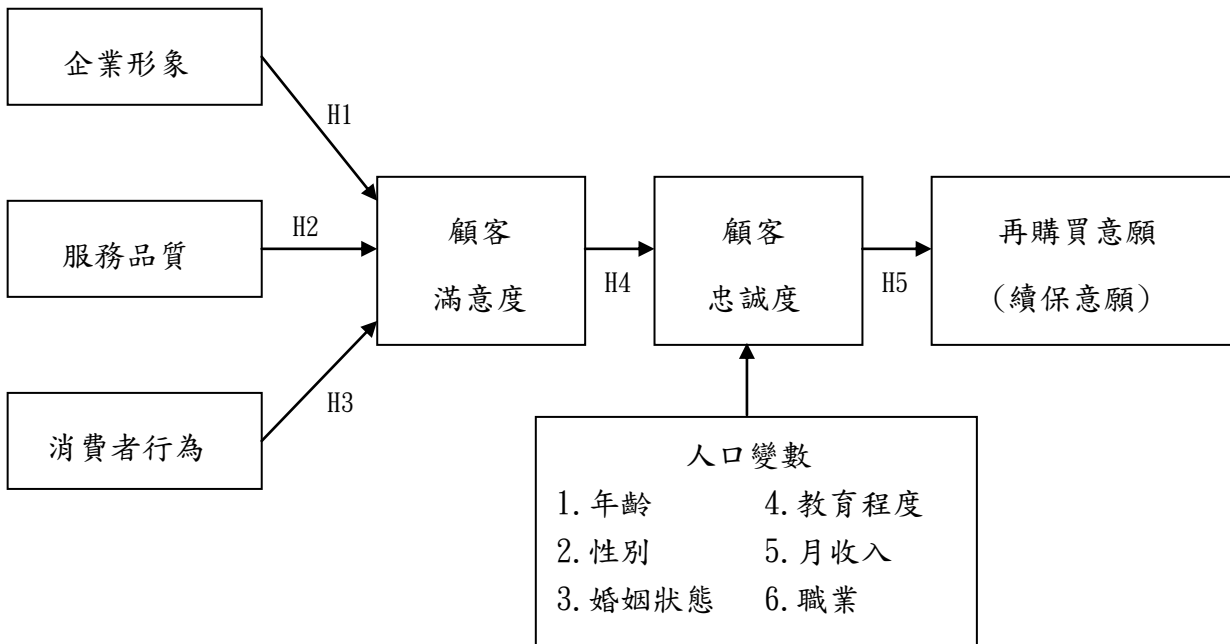 企業形象
H1
服務品質
H2
消費者行為
H3
顧客
滿意度
H4
顧客
忠誠度
H5
再購買意願
(續保意願)
人口變數
1.年齡 4.教育程度
2.性別 5.月收入
3.婚姻狀態 6.職業